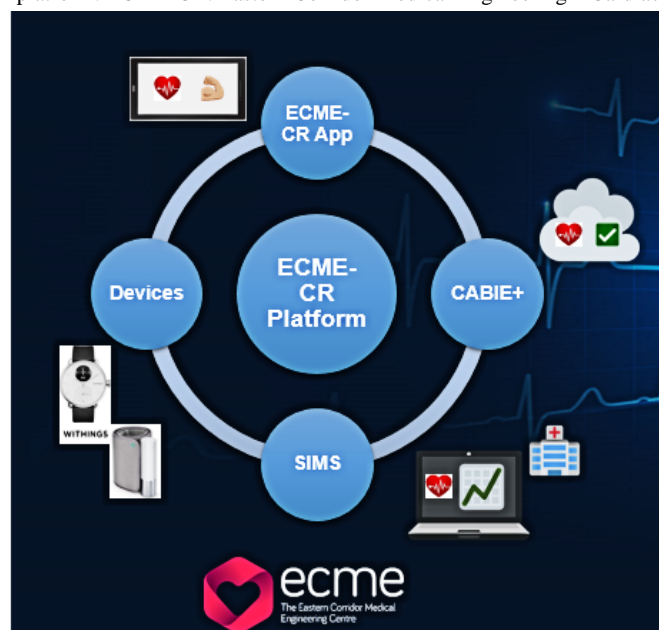 ECME-
CR App
ECME-
CR
Platform
Devices
CABIE+
WITHINGS
SIMS
ecme
The Eastern Corridor Medical
Engineering Centre